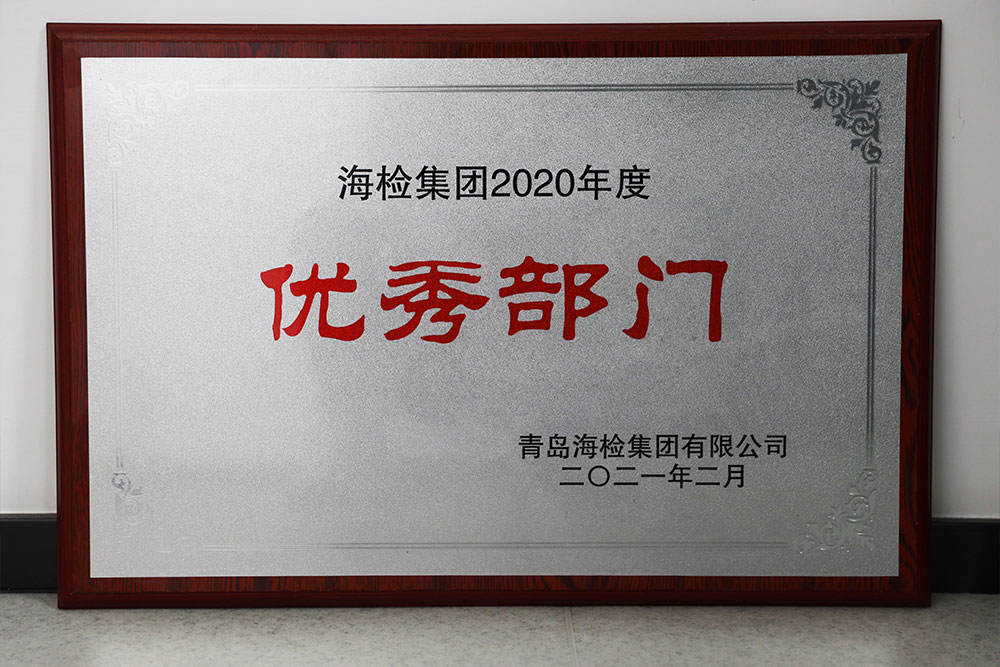 海检集团2020年度
优秀部门
青岛海检集团有限公司
二〇二一年二月